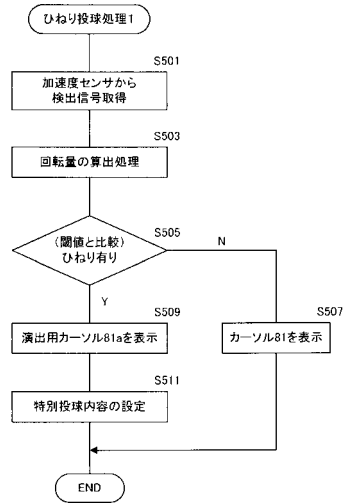 ひねり投球処理1
S501
加速度センサから
検出信号取得
S503
回転量の算出処理
S505
(閾値と比較)
ひねり有り
N
Y
S509
演出用カーソル81aを表示
S507
カーソル81を表示
S511
特別投球内容の設定
END